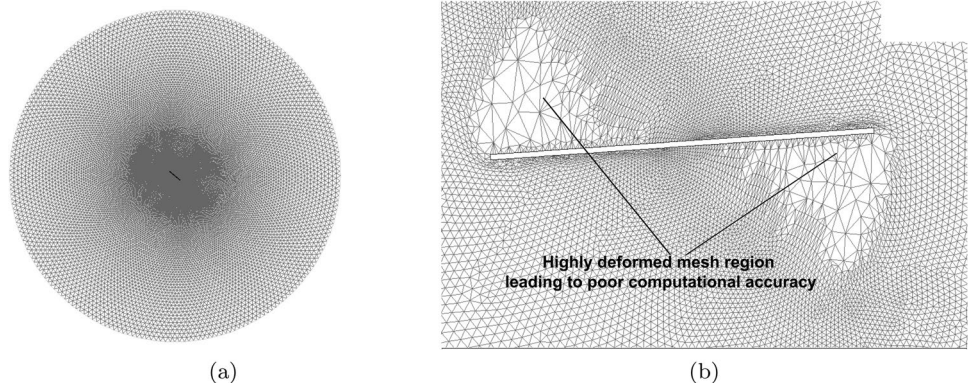 Highly deformed mesh region
leading to poor computational accuracy
(a)
(b)